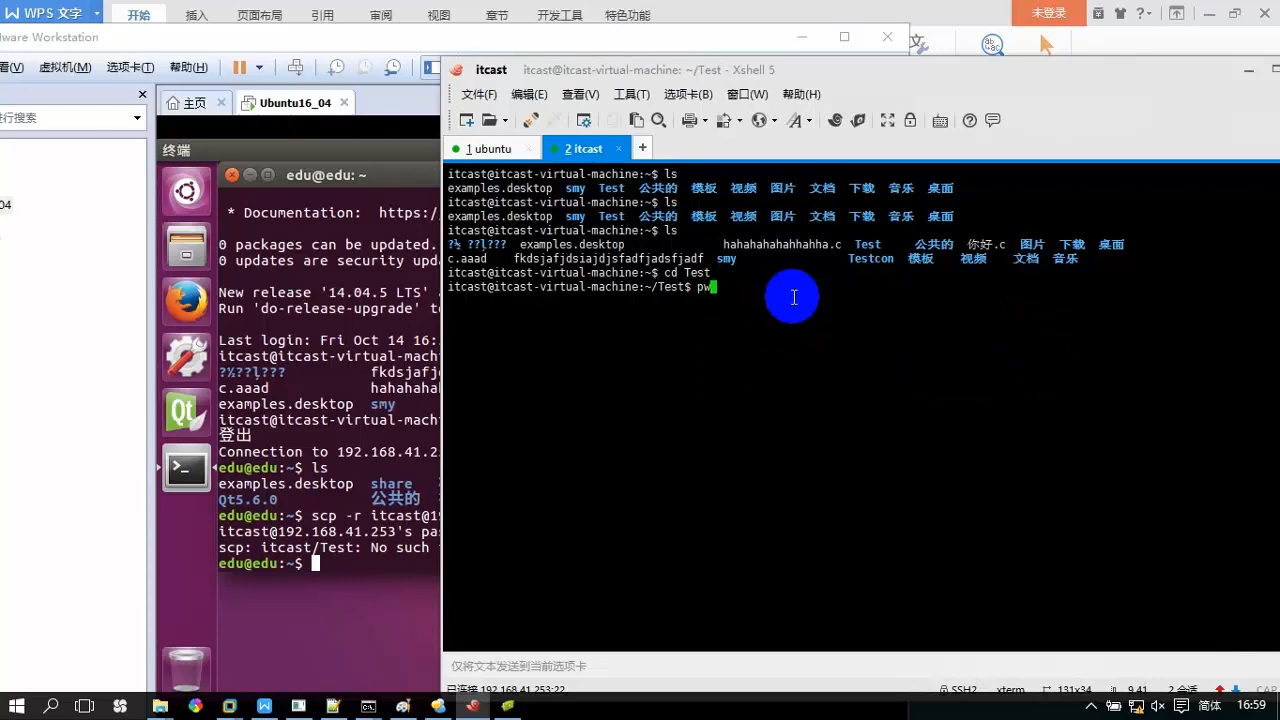 WPS 文字 开始 插入 页面布局 引用 审阅 视图 章节 开发工具 特色功能 未登录
ware Workstation
看(V) 虚拟机(M) 选项卡(T) 帮助(H)
进行搜索
主页 Ubuntu16_04
终端
edu@edu: ~
* Documentation: https:/
0 packages can be updated.
0 updates are security upd
New release '14.04.5 LTS'
Run 'do-release-upgrade' t
Last login: Fri Oct 14 16:
itcast@itcast-virtual-mach
fkdsjafj
c.aaad hahahaha
examples.desktop smy
itcast@itcast-virtual-mach
登出
Connection to 192.168.41.2
edu@edu:~$ ls
examples.desktop share
Qt5.6.0 公共的
edu@edu:~$ scp -r itcast@1
itcast@192.168.41.253's pa
scp: itcast/Test: No such
edu@edu:~$
itcast itcast@itcast-virtual-machine: ~/Test - Xshell 5
文件(F) 编辑(E) 查看(V) 工具(T) 选项卡(B) 窗口(W) 帮助(H)
1 ubuntu 2 itcast +
itcast@itcast-virtual-machine:~$ ls
examples.desktop smy Test 公共的 模板 视频 图片 文档 下载 音乐 桌面
itcast@itcast-virtual-machine:~$ ls
examples.desktop smy Test 公共的 模板 视频 图片 文档 下载 音乐 桌面
itcast@itcast-virtual-machine:~$ ls
examples.desktop hahahahahahhahha.c Test 公共的 你好.c 图片 下载 桌面
c.aaad fkdsjafjdsiajdjsfadfjadsfjadf smy Testcon 模板 视频 文档 音乐
itcast@itcast-virtual-machine:~$ cd Test
itcast@itcast-virtual-machine:~/Test$ pw
仅将文本发送到当前选项卡
已连接 192.168.41.253:22 SSH2 xterm 131x34 9,41 2 会话 CAP
简体 16:59